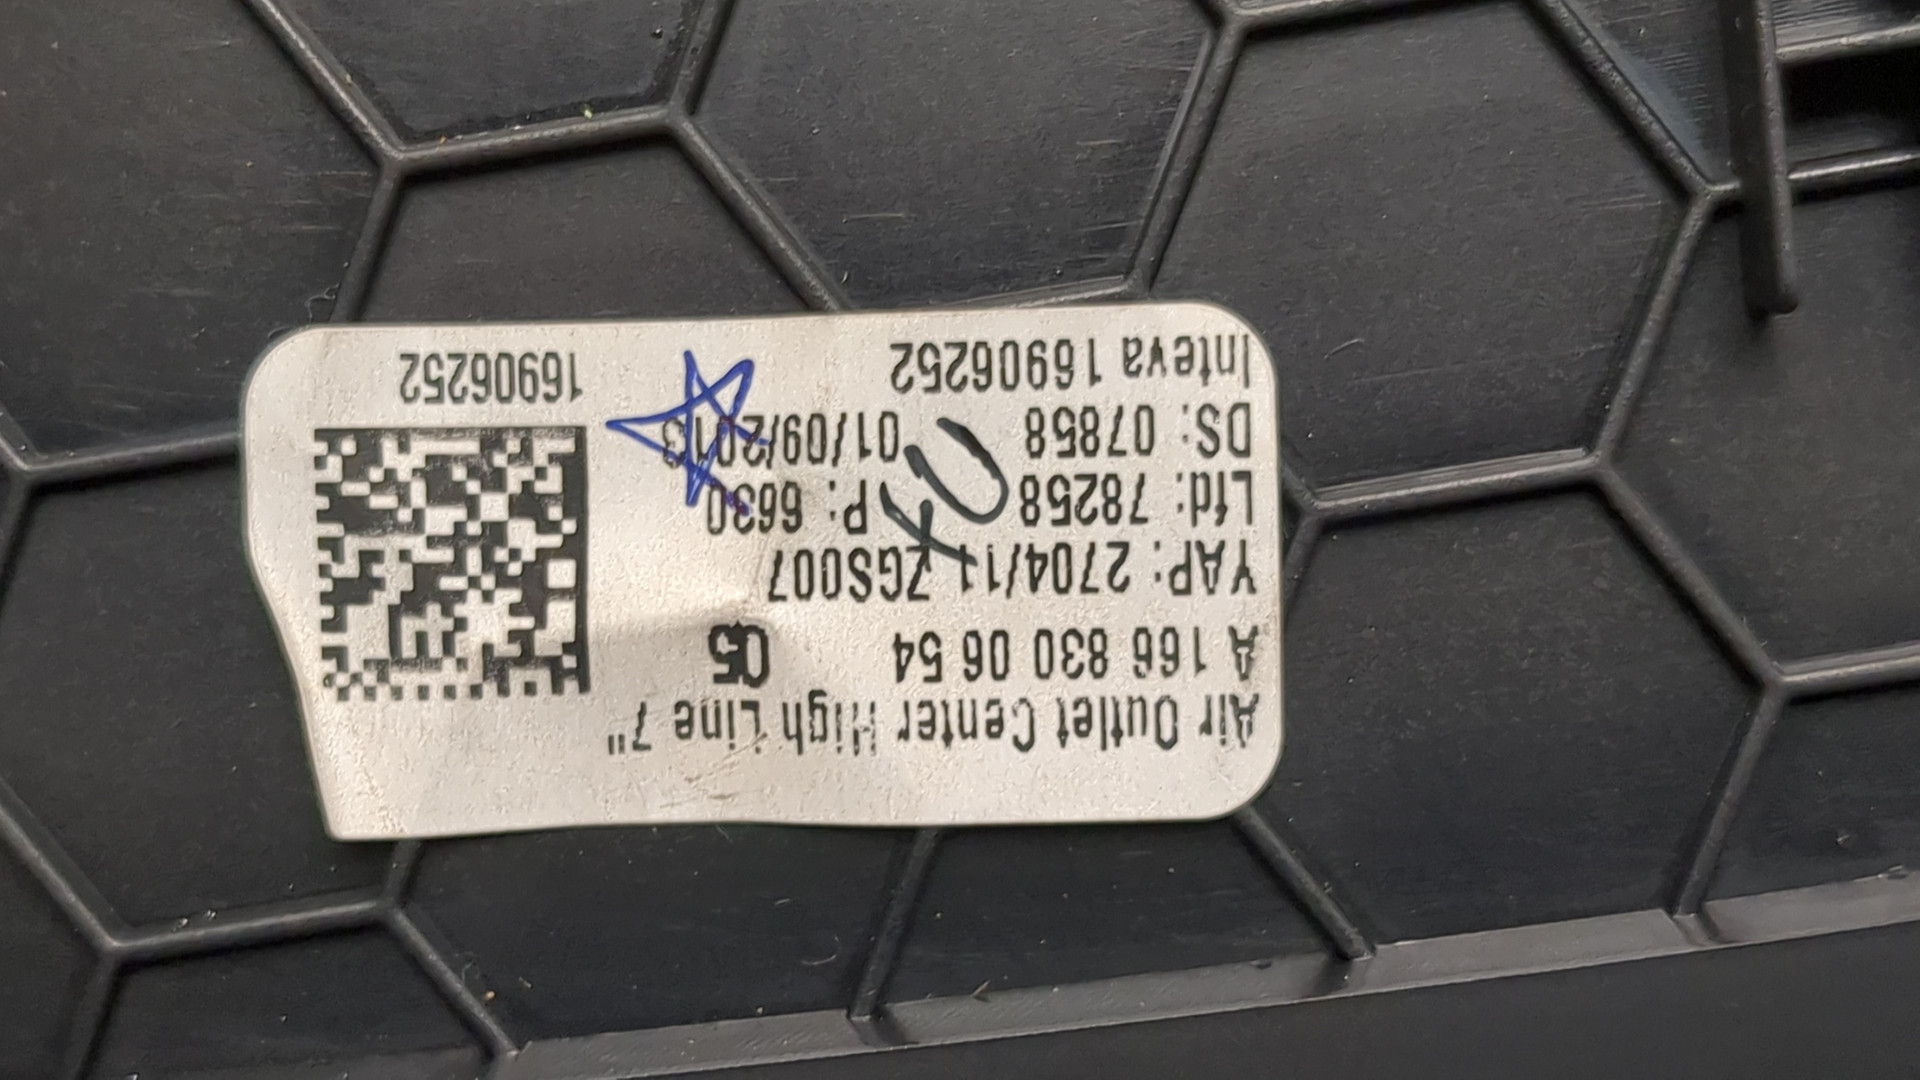 Air Outlet Center High Line 7"
A 166 830 06 54 05
YAP: 2704/11 ZGS007
Lfd: 78258 P: 6630
DS: 07858 01/09/2013
Inteva 16906252
16906252